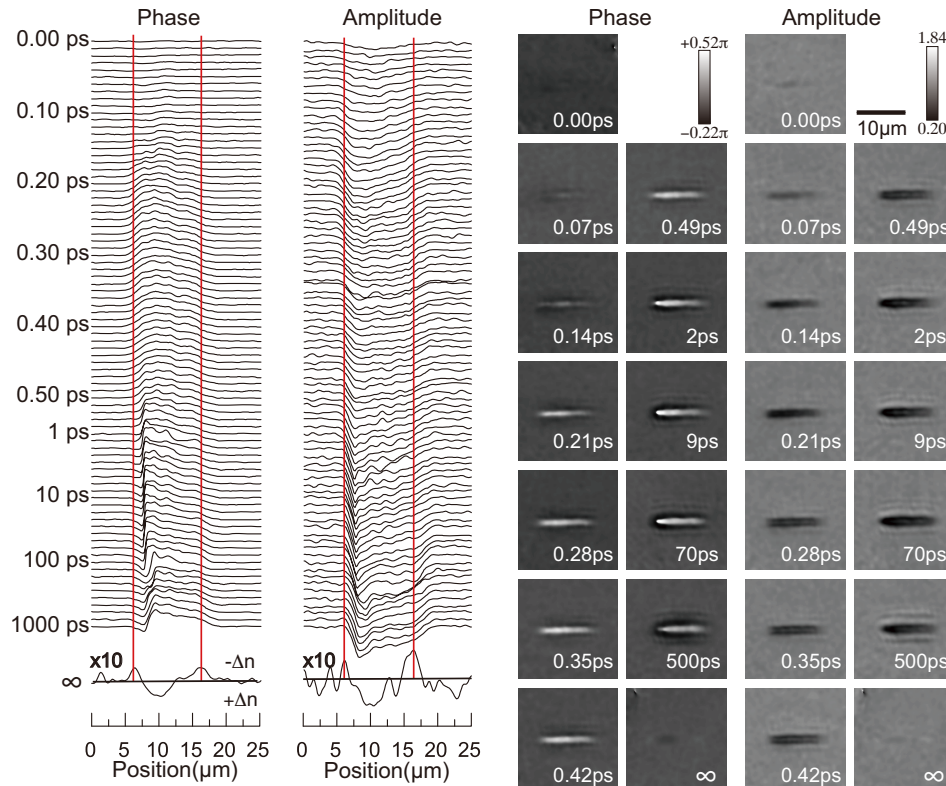 Phase
Amplitude
0.00 ps
0.10 ps
0.20 ps
0.30 ps
0.40 ps
0.50 ps
1 ps
10 ps
100 ps
1000 ps
x10
-Δn
∞
+Δn
x10
0 5 10 15 20 25
Position(μm)
0 5 10 15 20 25
Position(μm)
Phase
Amplitude
+0.52π
−0.22π
1.84
0.20
10μm
0.00ps
0.00ps
0.07ps
0.49ps
0.07ps
0.49ps
0.14ps
2ps
0.14ps
2ps
0.21ps
9ps
0.21ps
9ps
0.28ps
70ps
0.28ps
70ps
0.35ps
500ps
0.35ps
500ps
0.42ps
∞
0.42ps
∞